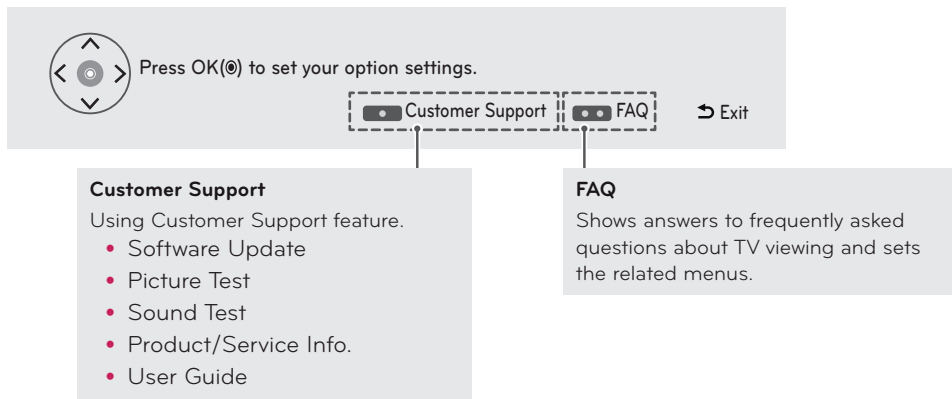 Press OK(◉) to set your option settings.
Customer Support
FAQ
Exit
Customer Support
Using Customer Support feature.
• Software Update
• Picture Test
• Sound Test
• Product/Service Info.
• User Guide
FAQ
Shows answers to frequently asked
questions about TV viewing and sets
the related menus.